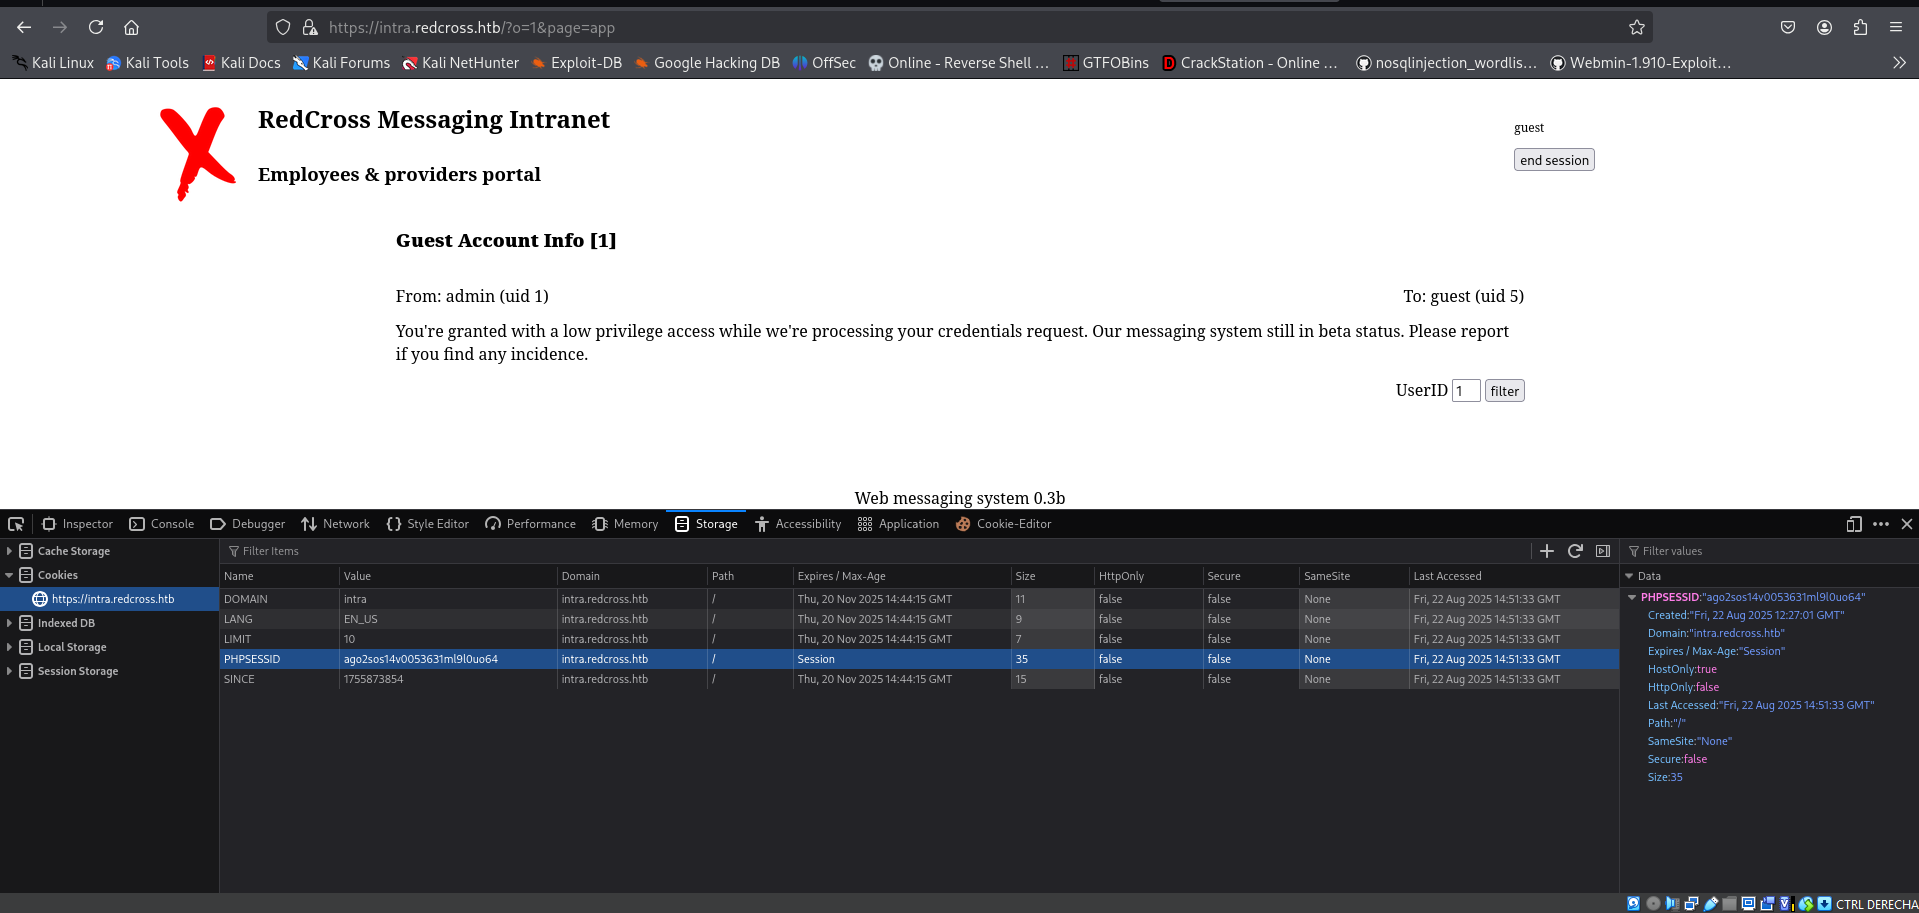 https://intra.redcross.htb/?o=1&page=app
Kali Linux Kali Tools Kali Docs Kali Forums Kali NetHunter Exploit-DB Google Hacking DB OffSec Online - Reverse Shell ... GTFOBins CrackStation - Online ... nosqlinjection_wordlis... Webmin-1.910-Exploit...
RedCross Messaging Intranet
guest
end session
Employees & providers portal
Guest Account Info [1]
From: admin (uid 1) To: guest (uid 5)
You're granted with a low privilege access while we're processing your credentials request. Our messaging system still in beta status. Please report
if you find any incidence.
UserID 1 filter
Web messaging system 0.3b
Inspector Console Debugger Network Style Editor Performance Memory Storage Accessibility Application Cookie-Editor
Cache Storage
Cookies
https://intra.redcross.htb
Indexed DB
Local Storage
Session Storage
Filter Items
Name Value Domain Path Expires / Max-Age Size HttpOnly Secure SameSite Last Accessed
DOMAIN intra intra.redcross.htb / Thu, 20 Nov 2025 14:44:15 GMT 11 false false None Fri, 22 Aug 2025 14:51:33 GMT
LANG EN_US intra.redcross.htb / Thu, 20 Nov 2025 14:44:15 GMT 9 false false None Fri, 22 Aug 2025 14:51:33 GMT
LIMIT 10 intra.redcross.htb / Thu, 20 Nov 2025 14:44:15 GMT 7 false false None Fri, 22 Aug 2025 14:51:33 GMT
PHPSESSID ago2sos14v0053631ml9l0uo64 intra.redcross.htb / Session 35 false false None Fri, 22 Aug 2025 14:51:33 GMT
SINCE 1755873854 intra.redcross.htb / Thu, 20 Nov 2025 14:44:15 GMT 15 false false None Fri, 22 Aug 2025 14:51:33 GMT
Filter values
Data
PHPSESSID:"ago2sos14v0053631ml9l0uo64"
Created:"Fri, 22 Aug 2025 12:27:01 GMT"
Domain:"intra.redcross.htb"
Expires / Max-Age:"Session"
HostOnly:true
HttpOnly:false
Last Accessed:"Fri, 22 Aug 2025 14:51:33 GMT"
Path:"/"
SameSite:"None"
Secure:false
Size:35
CTRL DERECHA